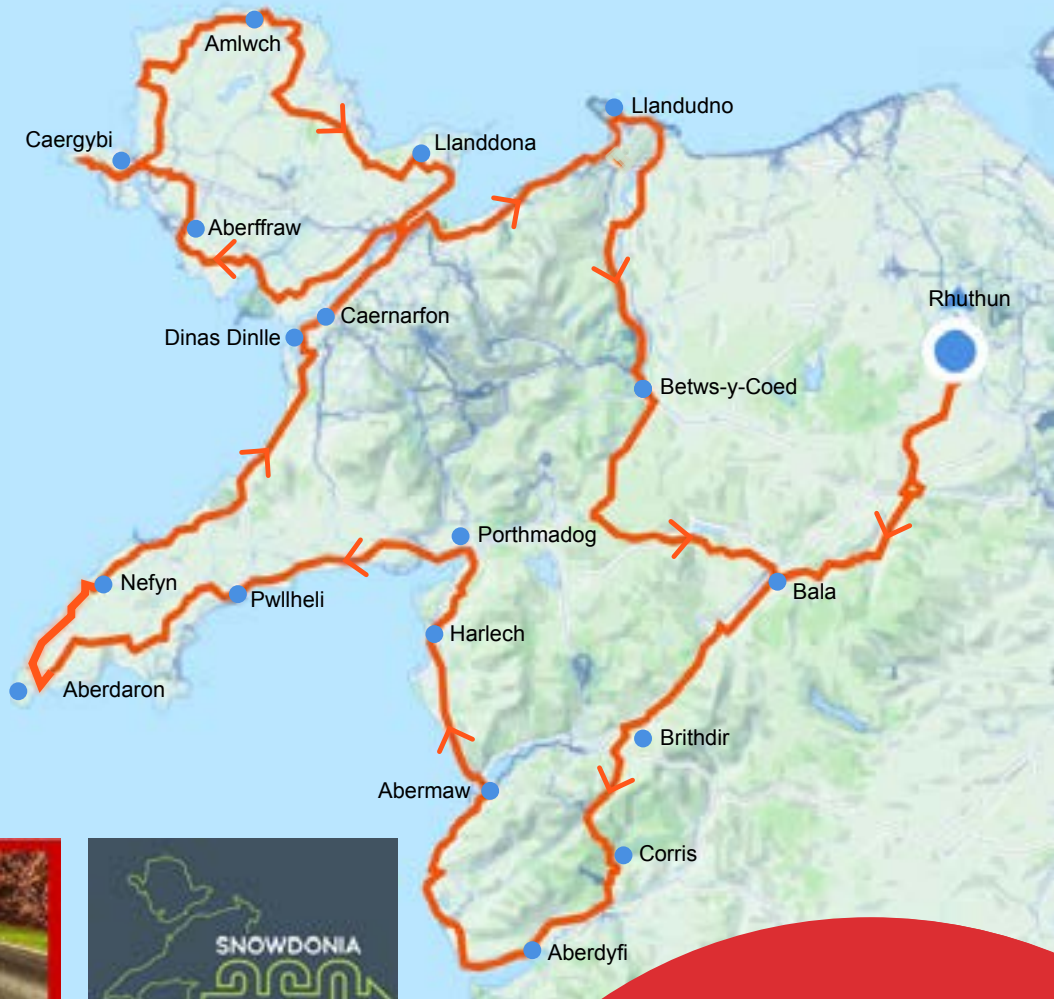 Amlwch
Llandudno
Caergybi
Llanddona
Aberffraw
Rhuthun
Caernarfon
Dinas Dinlle
Betws-y-Coed
Porthmadog
Nefyn
Pwllheli
Bala
Harlech
Aberdaron
Brithdir
Abermaw
Corris
SNOWDONIA
360
Aberdyfi